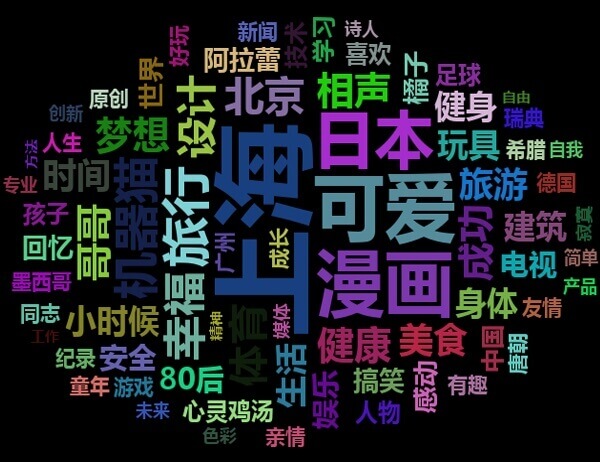 诗人
新闻
学习
好玩
技术
喜欢
阿拉蕾
世界
橘子
足球
相声
北京
设计
原创
自由
创新
健身
瑞典
梦想
日本
玩具
希腊
自我
人生
方法
上海
时间
机器猫
旅行
可爱
旅游
德国
专业
孩子
哥哥
成功
建筑
寂寞
回忆
广州
成长
漫画
电视
简单
墨西哥
产品
幸福
身体
友情
同志
小时候
精神
媒体
体育
工作
健康
美食
中国
唐朝
纪录
安全
生活
80后
搞笑
感动
有趣
童年
游戏
娱乐
未来
心灵鸡汤
人物
色彩
亲情